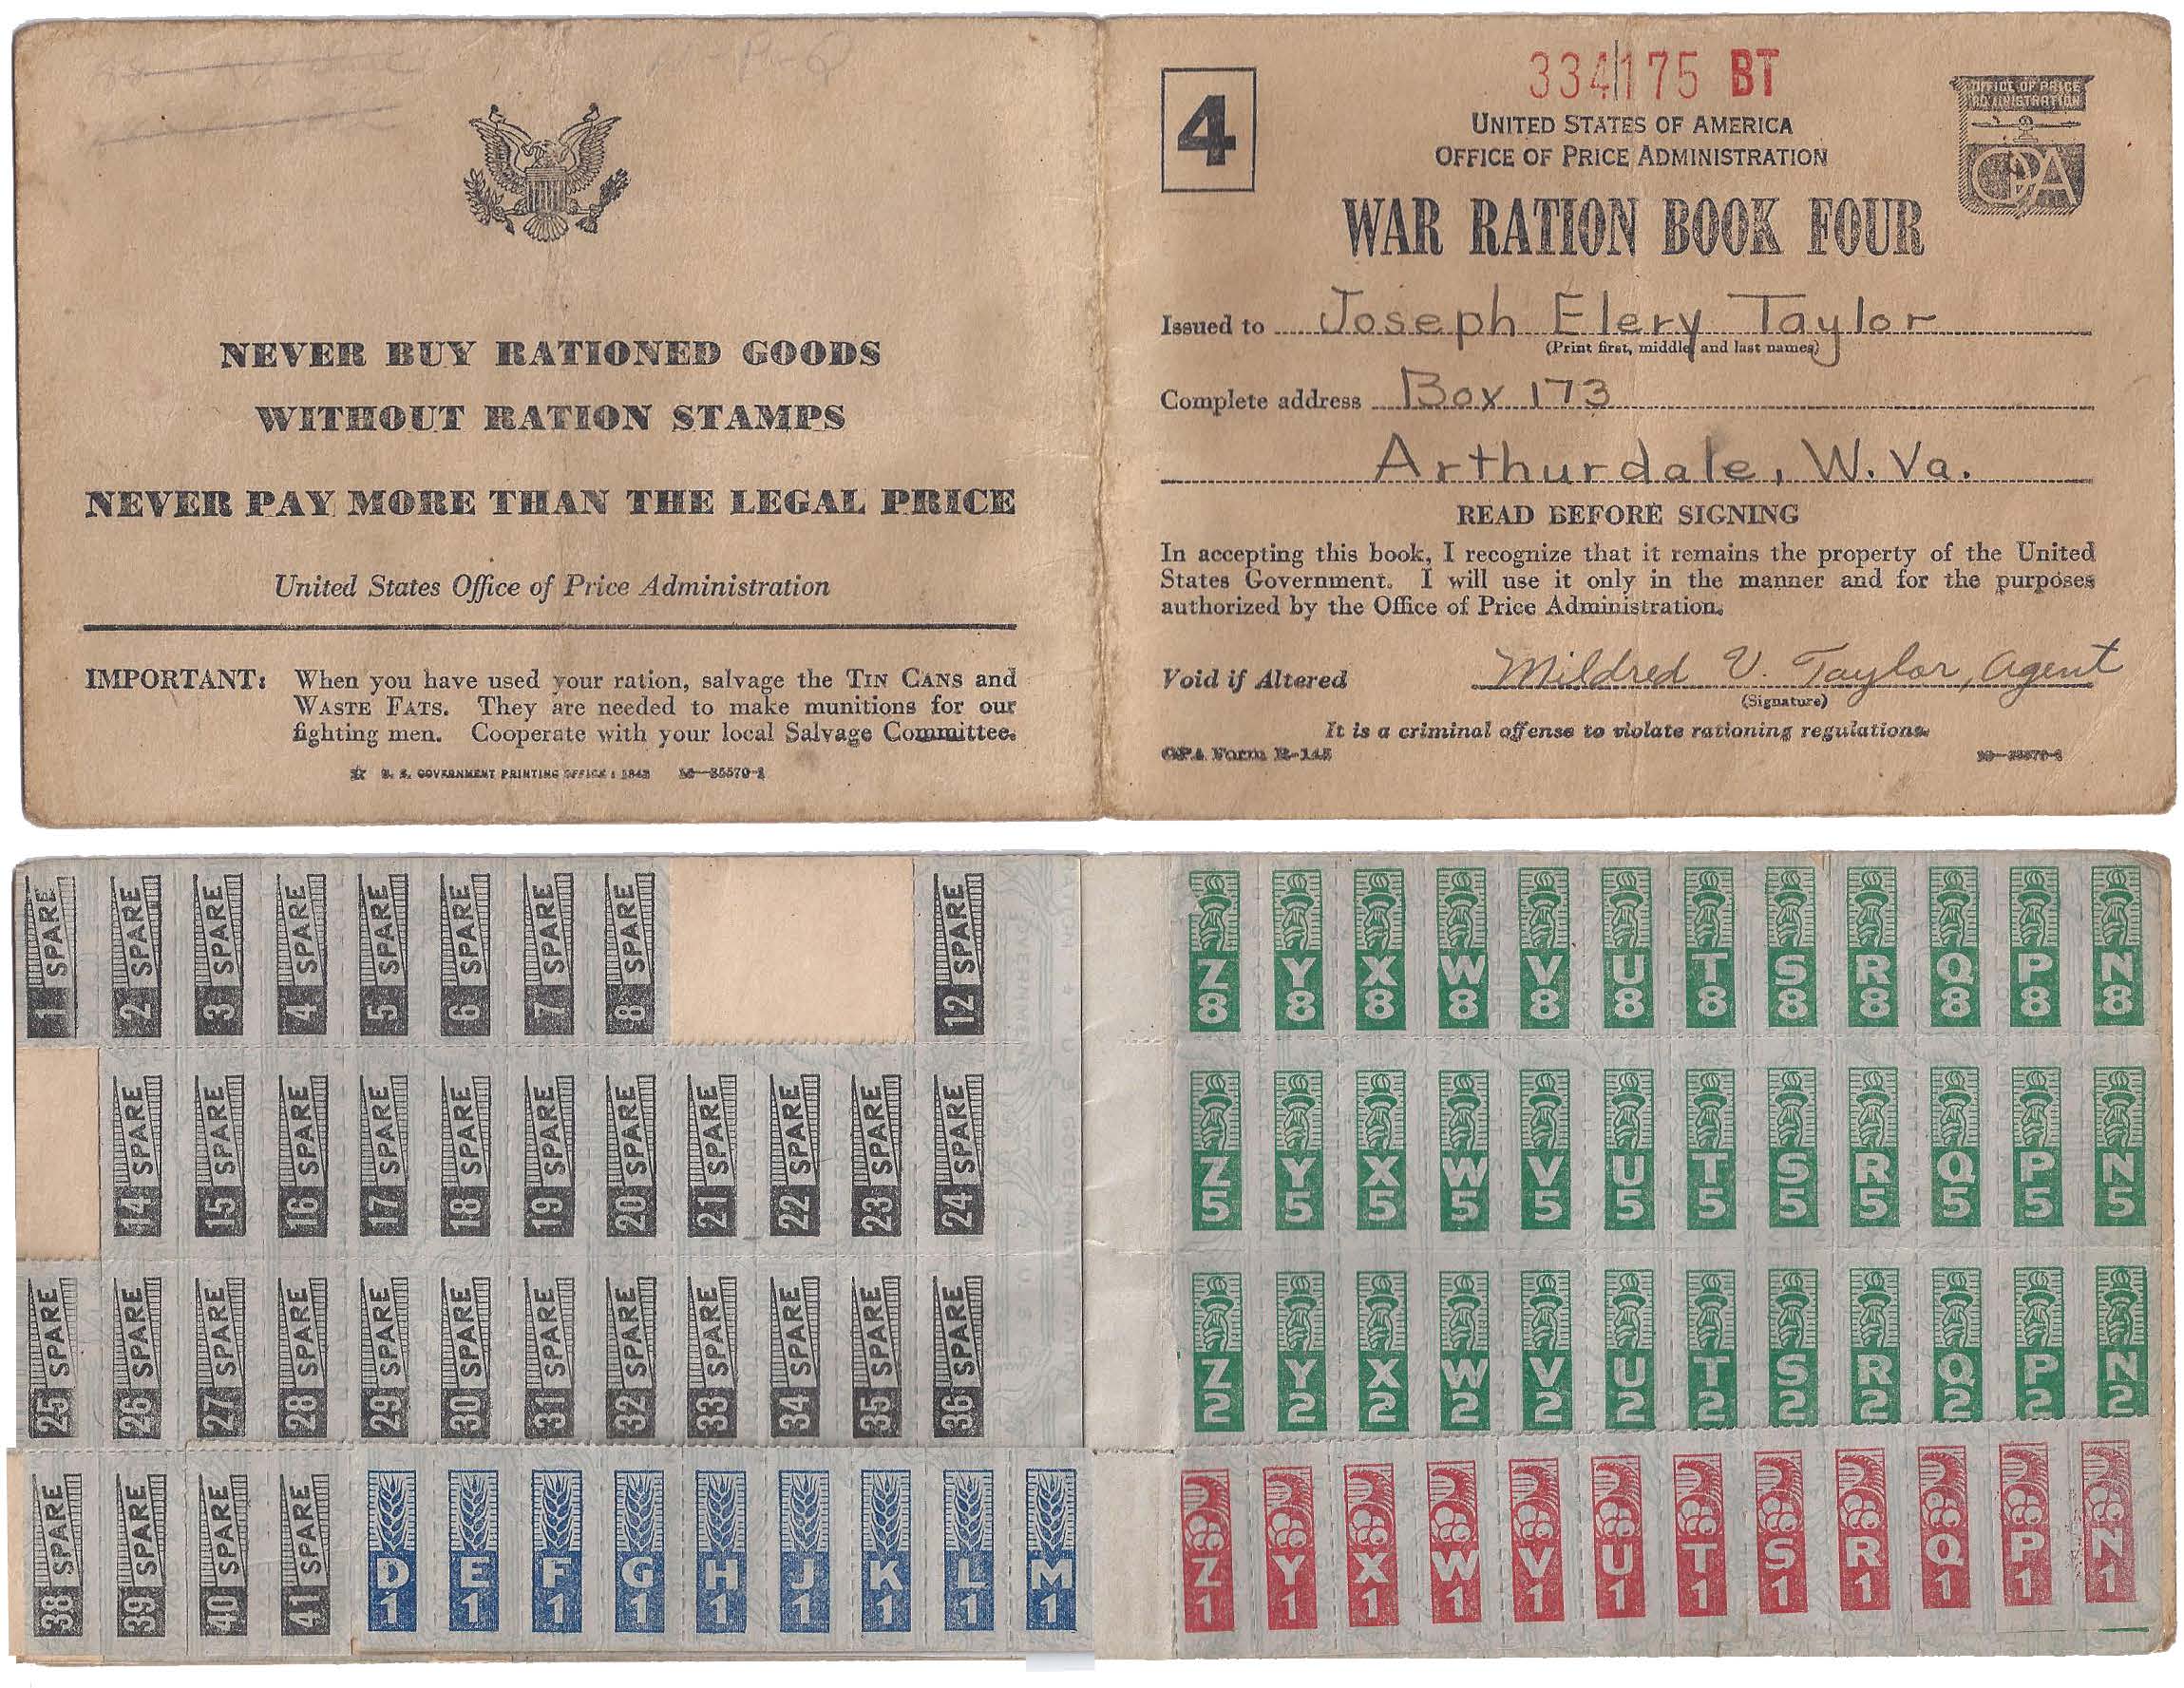 NEVER BUY RATIONED GOODS
WITHOUT RATION STAMPS
NEVER PAY MORE THAN THE LEGAL PRICE
United States Office of Price Administration
IMPORTANT: When you have used your ration, salvage the TIN CANS and
WASTE FATS. They are needed to make munitions for our
fighting men. Cooperate with your local Salvage Committee.
☆ U. S. GOVERNMENT PRINTING OFFICE : 1943 16—35570-1
4
334175 BT
UNITED STATES OF AMERICA
OFFICE OF PRICE ADMINISTRATION
OFFICE OF PRICE
ADMINISTRATION
OPA
WAR RATION BOOK FOUR
Issued to Joseph Elery Taylor
(Print first, middle, and last names)
Complete address Box 173
Arthurdale, W. Va.
READ BEFORE SIGNING
In accepting this book, I recognize that it remains the property of the United
States Government. I will use it only in the manner and for the purposes
authorized by the Office of Price Administration.
Void if Altered Mildred V. Taylor, Agent
(Signature)
It is a criminal offense to violate rationing regulations.
OPA Form R-145 16—35570-1
1 SPARE 2 SPARE 3 SPARE 4 SPARE 5 SPARE 6 SPARE 7 SPARE 8 SPARE 12 SPARE
14 SPARE 15 SPARE 16 SPARE 17 SPARE 18 SPARE 19 SPARE 20 SPARE 21 SPARE 22 SPARE 23 SPARE 24 SPARE
25 SPARE 26 SPARE 27 SPARE 28 SPARE 29 SPARE 30 SPARE 31 SPARE 32 SPARE 33 SPARE 34 SPARE 35 SPARE 36 SPARE
38 SPARE 39 SPARE 40 SPARE 41 SPARE D1 E1 F1 G1 H1 J1 K1 L1 M1
Z8 Y8 X8 W8 V8 U8 T8 S8 R8 Q8 P8 N8
Z5 Y5 X5 W5 V5 U5 T5 S5 R5 Q5 P5 N5
Z2 Y2 X2 W2 V2 U2 T2 S2 R2 Q2 P2 N2
Z1 Y1 X1 W1 V1 U1 T1 S1 R1 Q1 P1 N1